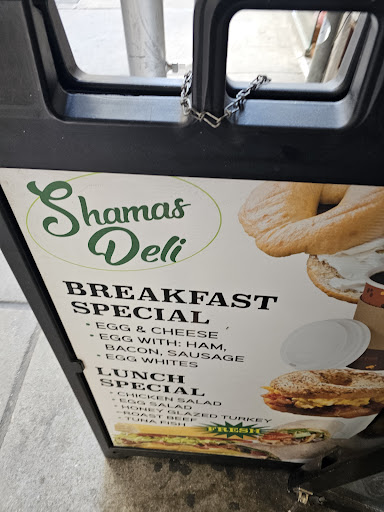 Shamas
Deli
BREAKFAST
SPECIAL
• EGG & CHEESE
• EGG WITH: HAM,
BACON, SAUSAGE
• EGG WHITES
LUNCH
SPECIAL
• CHICKEN SALAD
• EGG SALAD
• HONEY GLAZED TURKEY
• ROAST BEEF
• TUNA FISH
FRESH